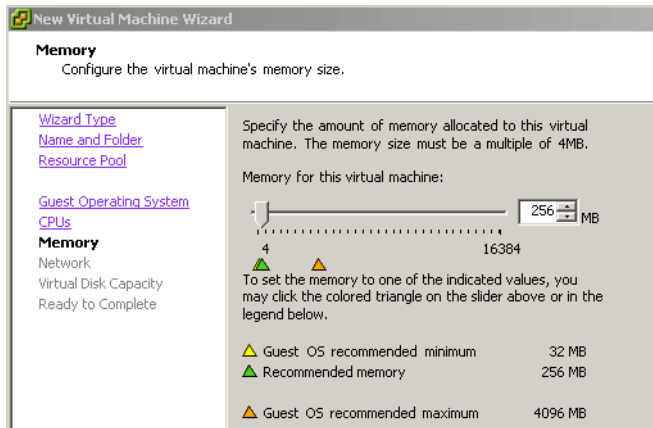 New Virtual Machine Wizard
Memory
Configure the virtual machine's memory size.
Wizard Type
Name and Folder
Resource Pool
Guest Operating System
CPUs
Memory
Network
Virtual Disk Capacity
Ready to Complete
Specify the amount of memory allocated to this virtual
machine. The memory size must be a multiple of 4MB.
Memory for this virtual machine:
256 MB
4 16384
To set the memory to one of the indicated values, you
may click the colored triangle on the slider above or in the
legend below.
Guest OS recommended minimum 32 MB
Recommended memory 256 MB
Guest OS recommended maximum 4096 MB